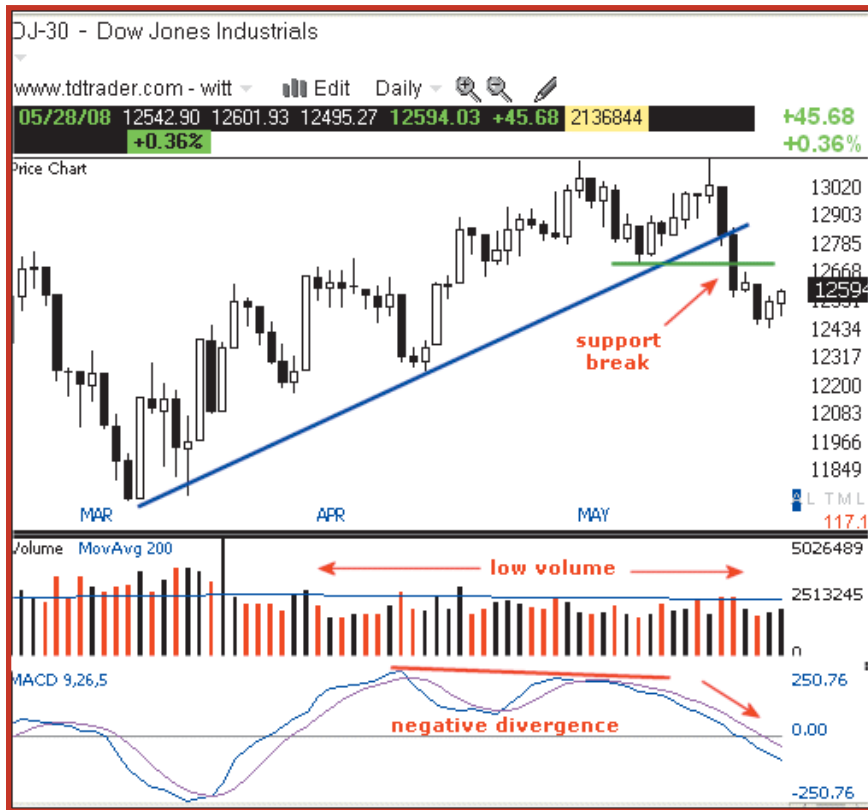 DJ-30 - Dow Jones Industrials
www.tdtrader.com - witt Edit Daily
05/28/08 12542.90 12601.93 12495.27 12594.03 +45.68 2136844 +45.68
+0.36% +0.36%
Price Chart
13020
12903
12785
12668
12594
12551
12434
12317
12200
12083
11966
11849
support
break
MAR APR MAY
A L T M L
117.1
Volume MovAvg 200
5026489
low volume
2513245
0
MACD 9,26,5
250.76
negative divergence
0.00
-250.76